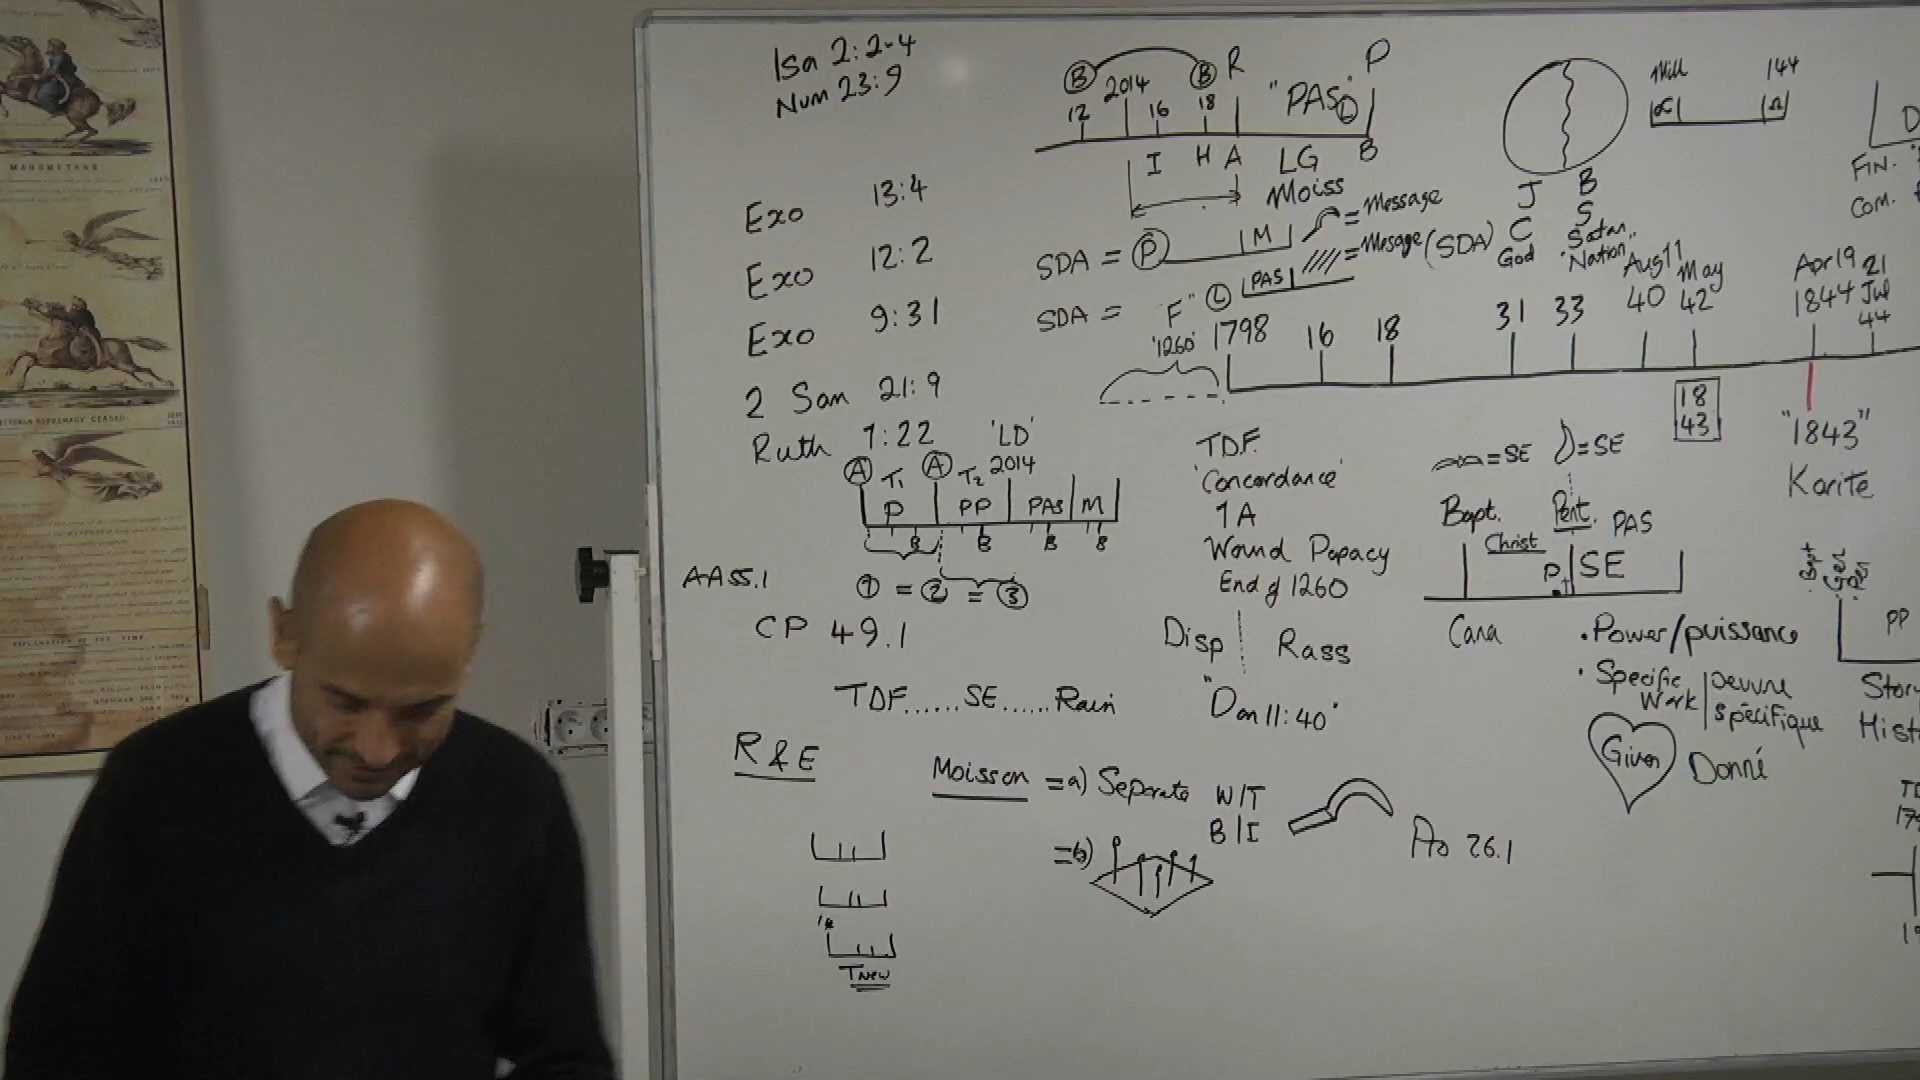 Isa 2:2-4
Num 23:9
Exo 13:4
Exo 12:2
Exo 9:31
2 Sam 21:9
Ruth 1:22 'LD'
A T1 A T2 2014
P PP PAS M
B B B B
1 = 2 = 3
AA 55.1
CP 49.1
TDF......SE......Rain
R & E
Tnew
Moisson = a) Separate W/T
B/I
= b)
AA 26.1
B B R P
12 2014 16 18 "PAS" L
I H A LG B
Moiss
SDA = P M = Message
= Message (SDA)
SDA = "F" L PAS
'1260' 1798 16 18 31 33 Aug 11 40 May 42 Apr 19 1844 21 Jul 44
18
43
"1843"
Karite
J B
C S
God Satan
"Nation"
Mill 144
α Ω
D
FIN.
Com.
TDF.
'Concordance'
1A
Wound Papacy
End of 1260
Disp Rass
"Dan 11:40"
= SE = SE
Bapt. Pent. PAS
Christ
P SE
Cana
• Power/puissance
• Specific Work
Oeuvre spécifique
Given Donné
PP
MAHOMETANS.